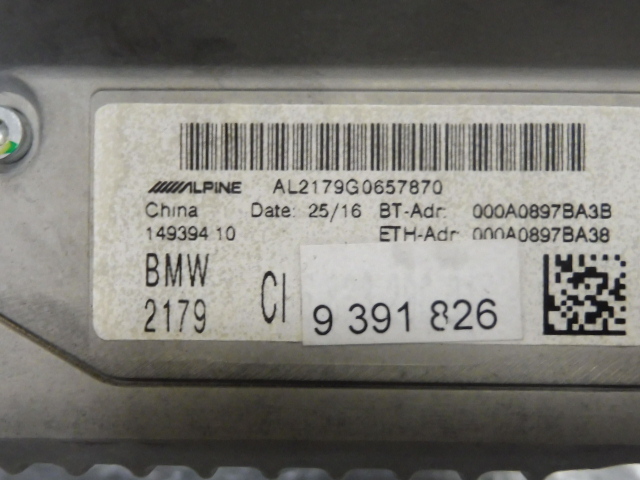 ALPINE AL2179G0657870
China Date: 25/16 BT-Adr: 000A0897BA3B
149394 10 ETH-Adr: 000A0897BA38
BMW
2179 CI 9 391 826